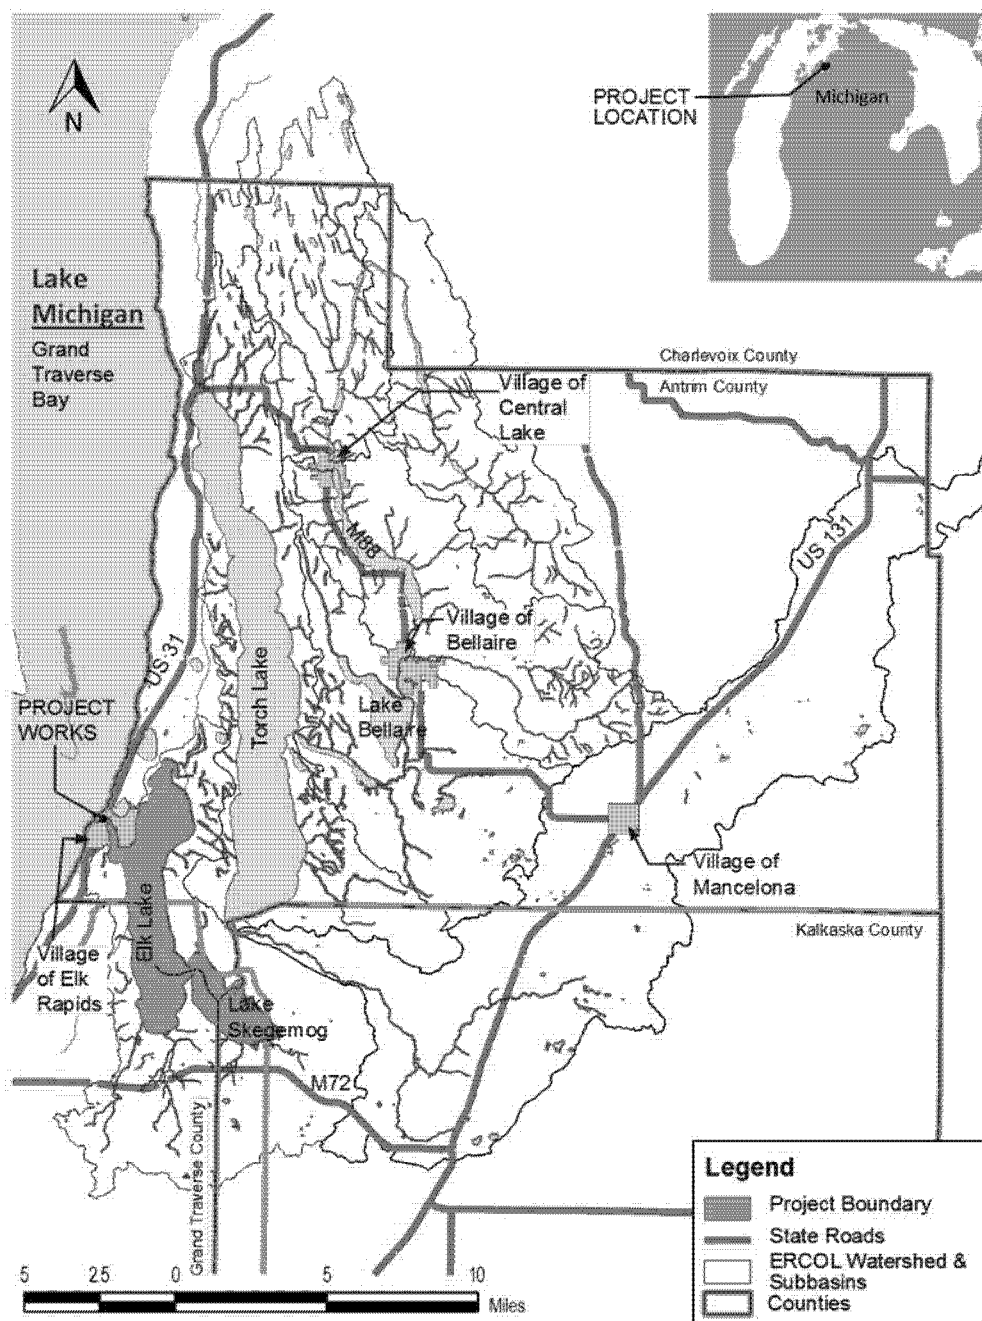 N
PROJECT
LOCATION
Michigan
Lake
Michigan
Grand
Traverse
Bay
Charlevoix County
Antrim County
Village of
Central
Lake
M88
US 131
Village of
Bellaire
US 31
PROJECT
WORKS
Torch Lake
Lake
Bellaire
Village of
Mancelona
Elk Lake
Kalkaska County
Village
of Elk
Rapids
Lake
Skegemog
M72
Grand Traverse County
Legend
Project Boundary
State Roads
ERCOL Watershed &
Subbasins
Counties
5 2.5 0 5 10
Miles